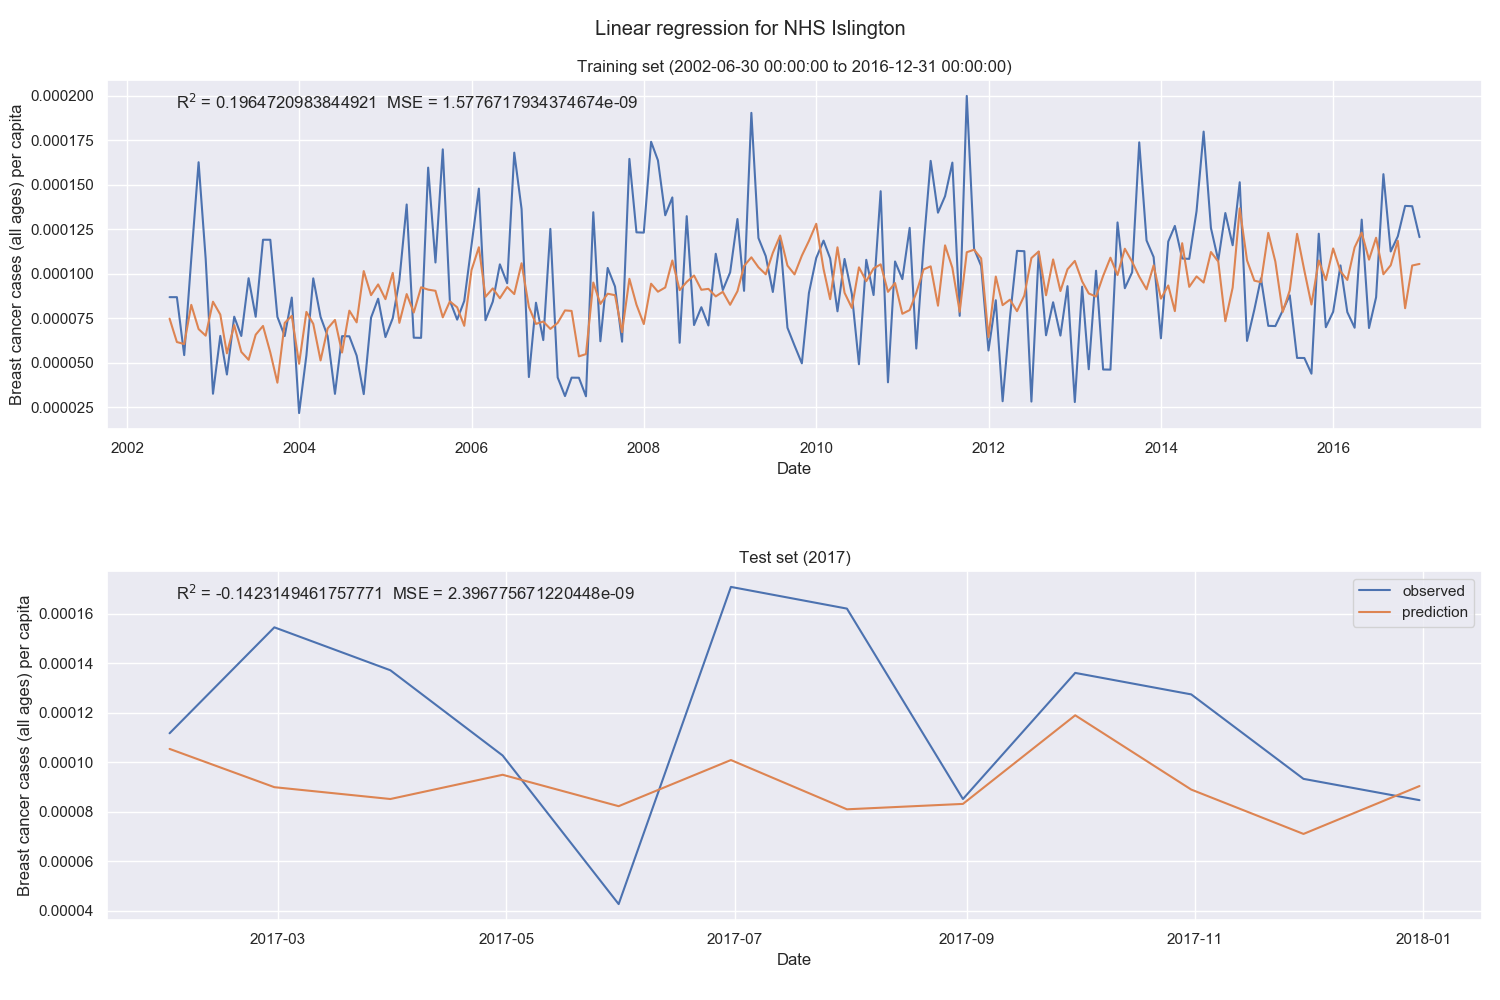 Linear regression for NHS Islington
Training set (2002-06-30 00:00:00 to 2016-12-31 00:00:00)
R² = 0.1964720983844921 MSE = 1.5776717934374674e-09
Breast cancer cases (all ages) per capita
0.000200
0.000175
0.000150
0.000125
0.000100
0.000075
0.000050
0.000025
2002
2004
2006
2008
2010
2012
2014
2016
Date
Test set (2017)
R² = -0.1423149461757771 MSE = 2.396775671220448e-09
observed
prediction
Breast cancer cases (all ages) per capita
0.00016
0.00014
0.00012
0.00010
0.00008
0.00006
0.00004
2017-03
2017-05
2017-07
2017-09
2017-11
2018-01
Date